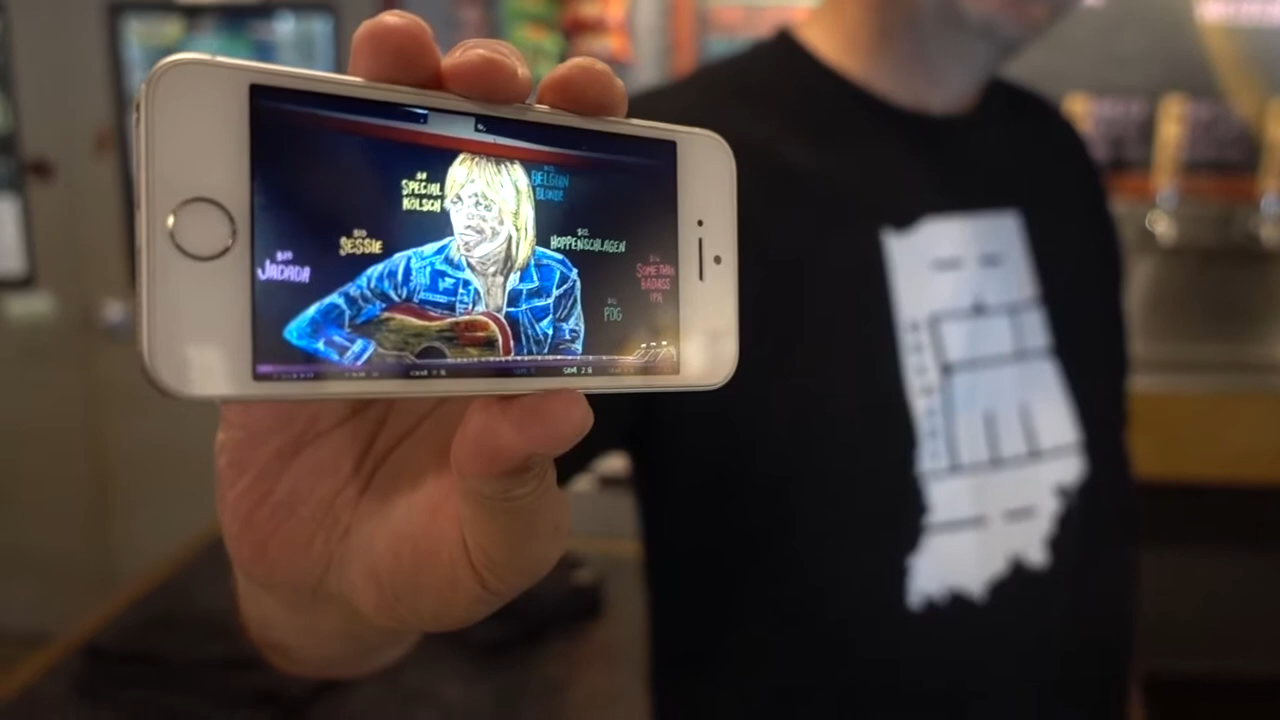 SPECIAL
KÖLSCH
BELGIAN
BLONDE
SESSIE
HOPPENSCHLAGEN
JADADA
SOMETHIN
BADASS
IPA
PDG